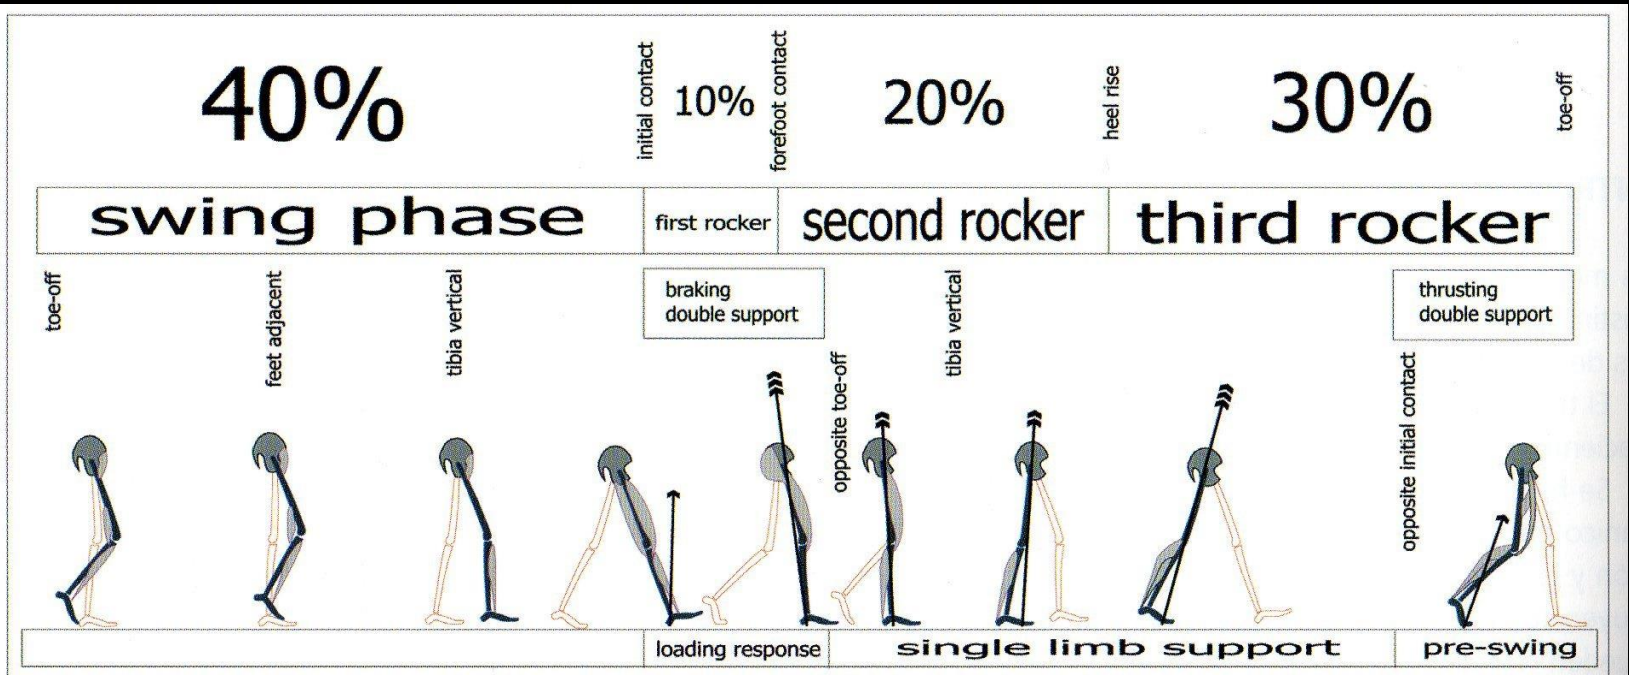 40%
initial contact
10%
forefoot contact
20%
heel rise
30%
toe-off
swing phase
first rocker
second rocker
third rocker
toe-off
feet adjacent
tibia vertical
braking
double support
opposite toe-off
tibia vertical
opposite initial contact
thrusting
double support
loading response
single limb support
pre-swing